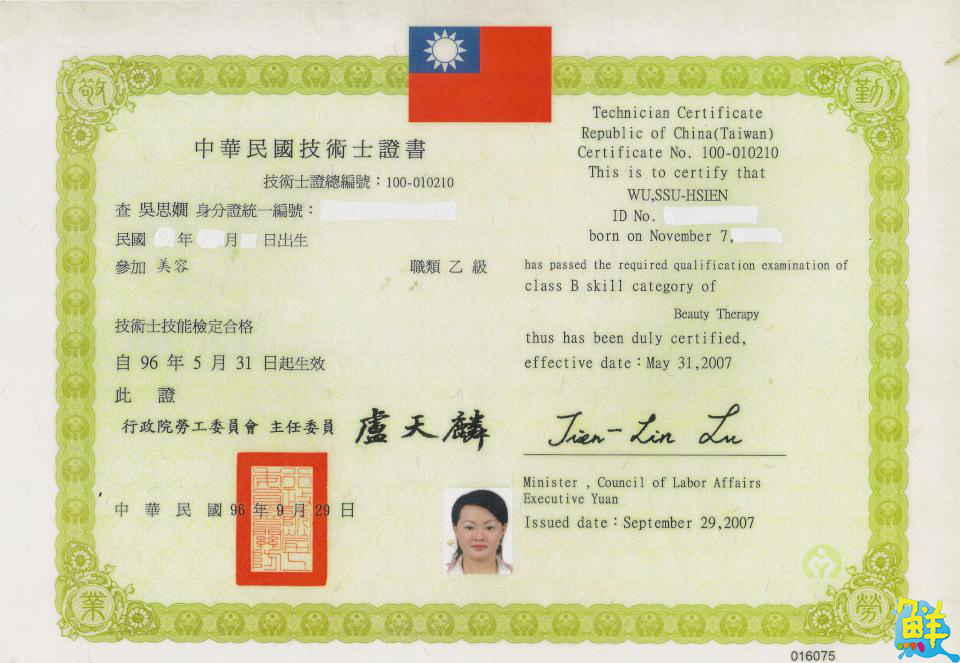 敬
勤
中華民國技術士證書
技術士證總編號：100-010210
查 吳思嫺 身分證統一編號：
民國 年 月 日出生
參加 美容 職類 乙 級
技術士技能檢定合格
自 96 年 5 月 31 日起生效
此 證
行政院勞工委員會 主任委員 盧天麟
中 華 民 國 96 年 9 月 29 日
Technician Certificate
Republic of China(Taiwan)
Certificate No. 100-010210
This is to certify that
WU,SSU-HSIEN
ID No.
born on November 7,
has passed the required qualification examination of
class B skill category of
Beauty Therapy
thus has been duly certified,
effective date：May 31,2007
Tien-Lin Lu
Minister , Council of Labor Affairs
Executive Yuan
Issued date：September 29,2007
業
勞
016075
鮮